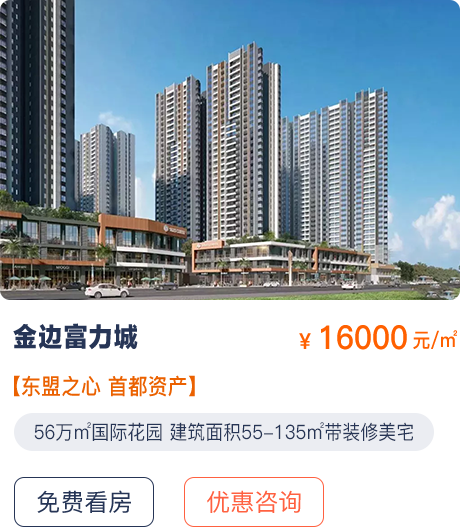 金边富力城
¥ 16000 元/㎡
【东盟之心 首都资产】
56万㎡国际花园 建筑面积55-135㎡带装修美宅
免费看房
优惠咨询